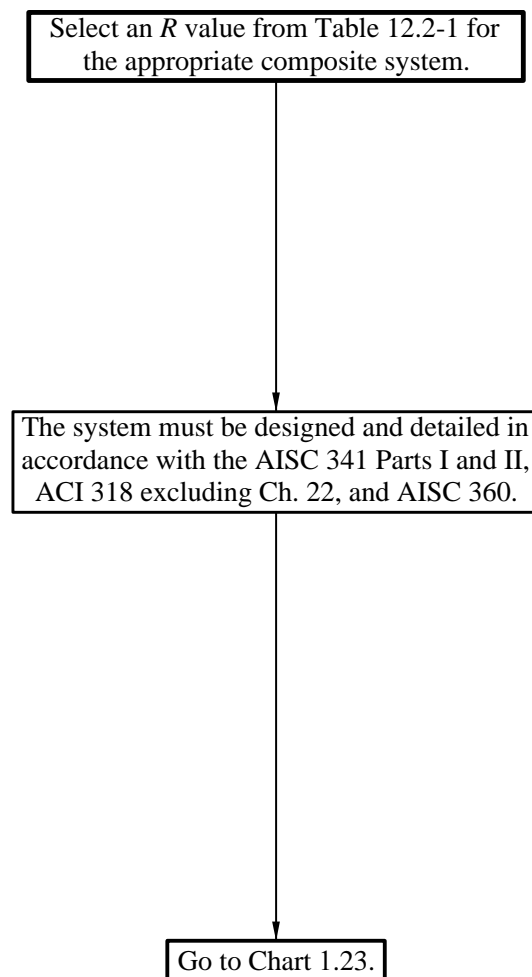 Select an R value from Table 12.2-1 for
the appropriate composite system.
The system must be designed and detailed in
accordance with the AISC 341 Parts I and II,
ACI 318 excluding Ch. 22, and AISC 360.
Go to Chart 1.23.